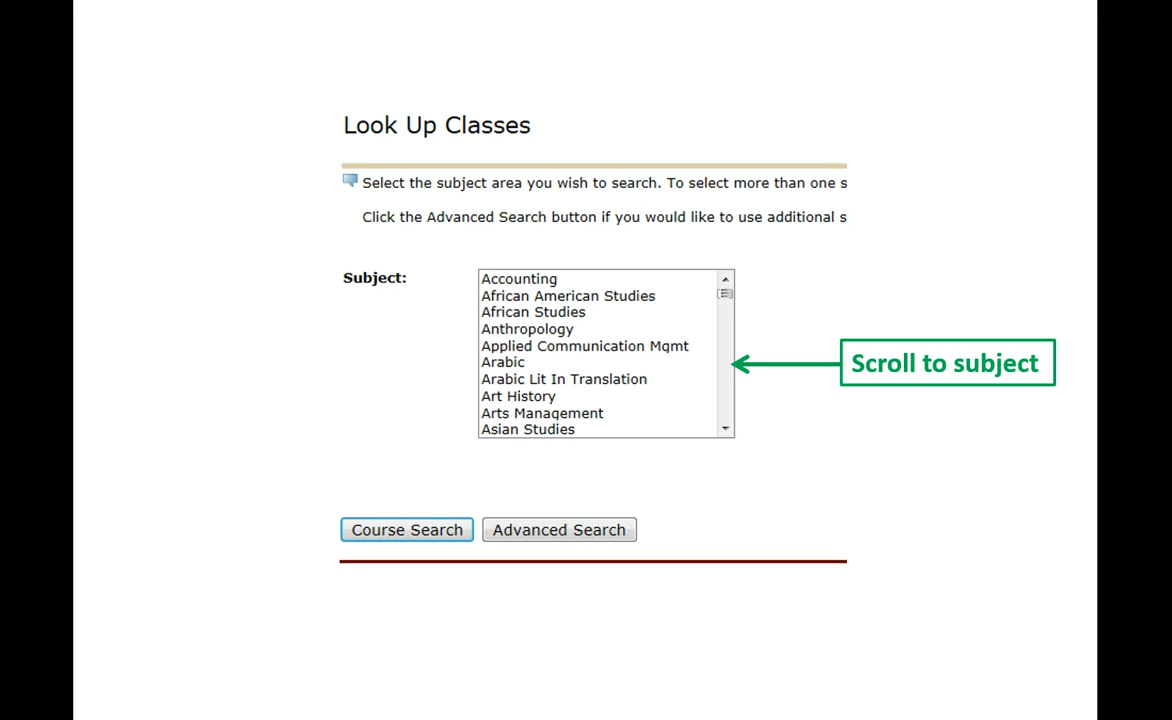 Look Up Classes
Select the subject area you wish to search. To select more than one s
Click the Advanced Search button if you would like to use additional s
Subject:
Accounting
African American Studies
African Studies
Anthropology
Applied Communication Mgmt
Arabic
Arabic Lit In Translation
Art History
Arts Management
Asian Studies
Scroll to subject
Course Search
Advanced Search